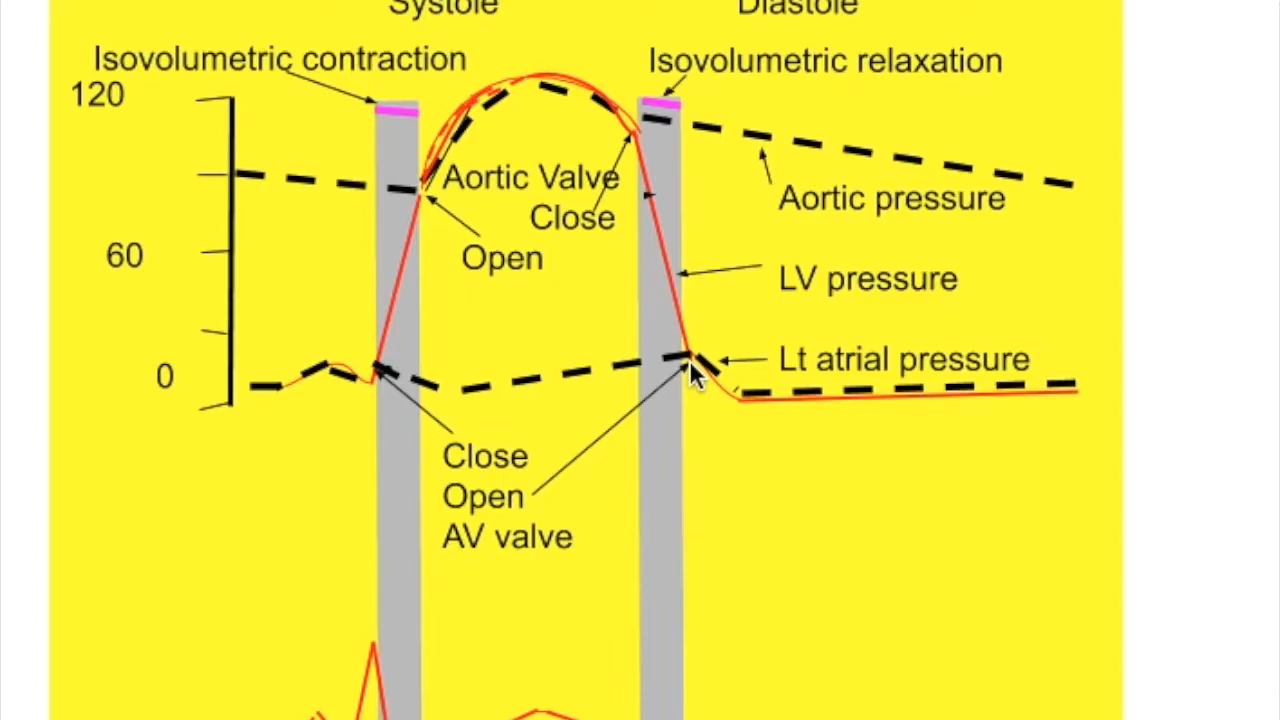 Systole
Diastole
Isovolumetric contraction
Isovolumetric relaxation
120
Aortic Valve
Close
Aortic pressure
Open
60
LV pressure
0
Lt atrial pressure
Close
Open
AV valve